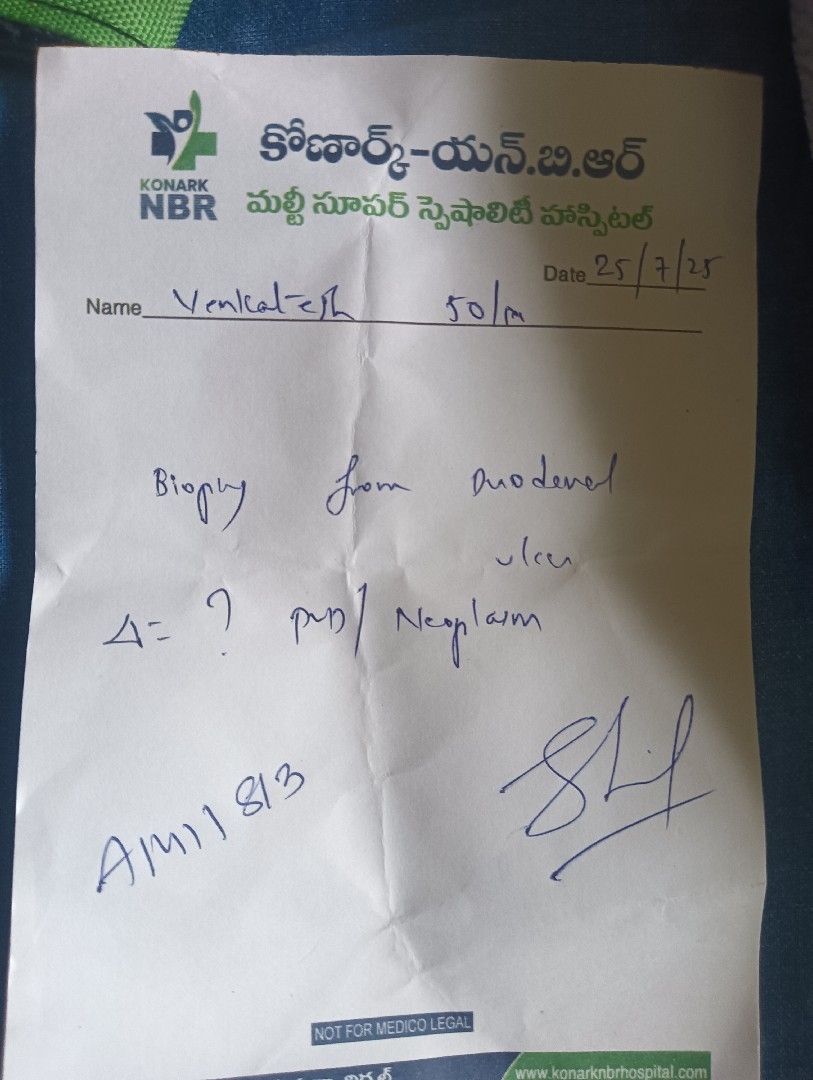 కోణార్క్-యన్.బి.ఆర్
KONARK
NBR
మల్టీ సూపర్ స్పెషాలిటీ హాస్పిటల్
Date 25/7/25
Name Venkatesh 50/m
Biopsy from Duodenal
ulcer
Δ= ? PUD/ Neoplasm
813
NOT FOR MEDICO LEGAL
www.konarknbrhospital.com